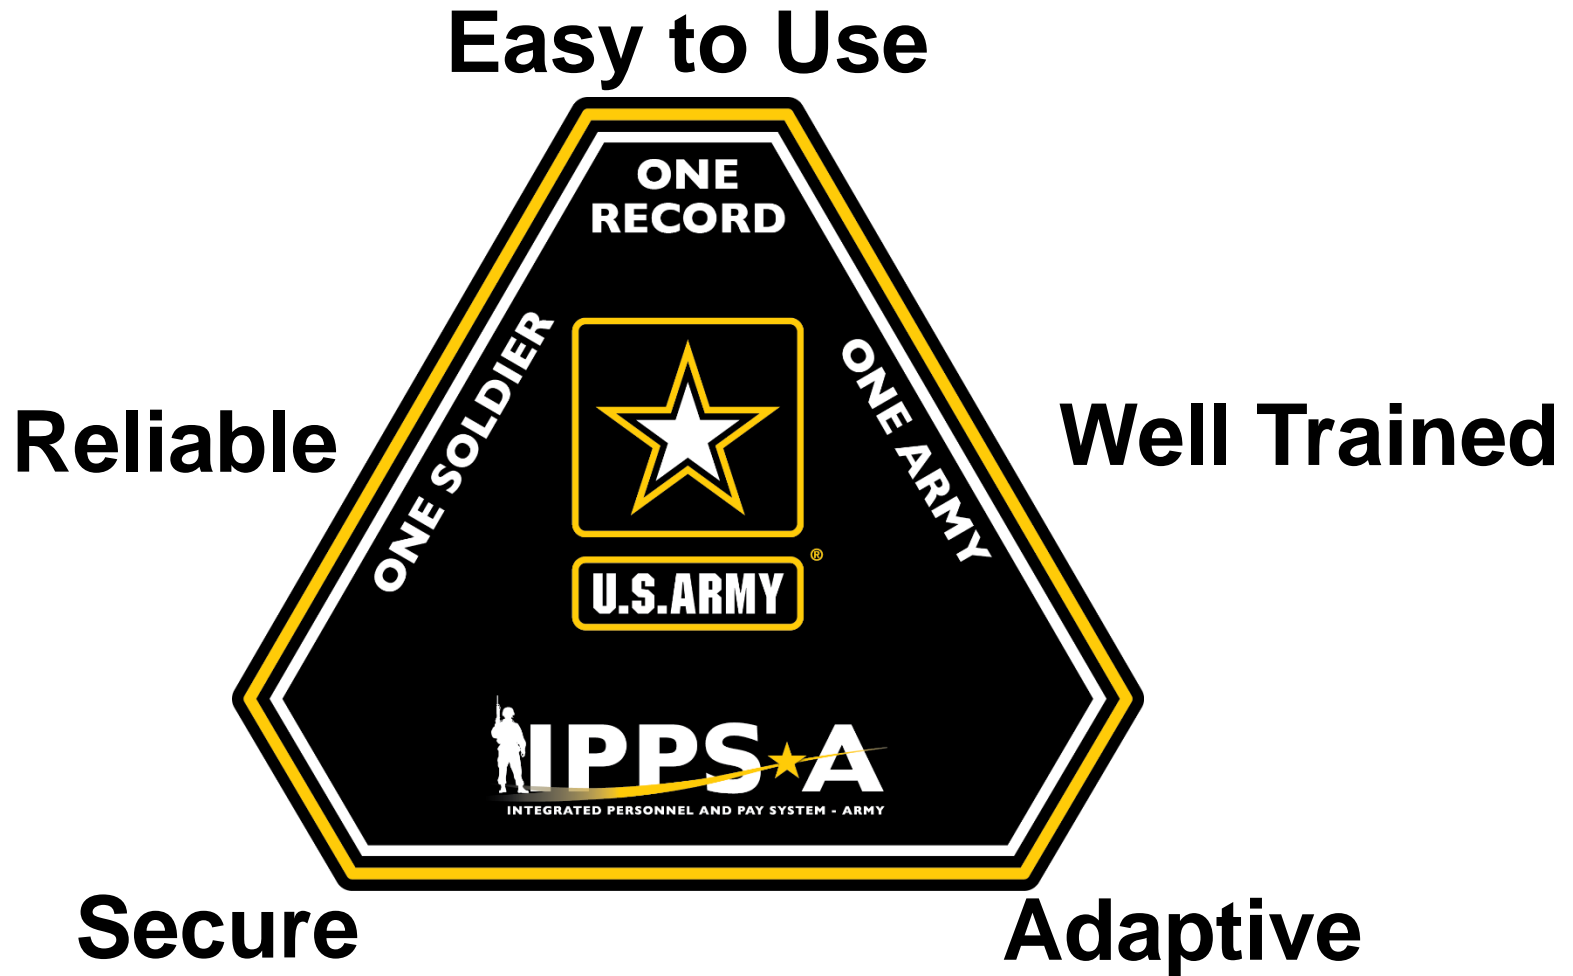 Easy to Use
ONE
RECORD
ONE SOLDIER
ONE ARMY
Reliable
Well Trained
®
U.S.ARMY
IPPS-A
INTEGRATED PERSONNEL AND PAY SYSTEM - ARMY
Secure
Adaptive